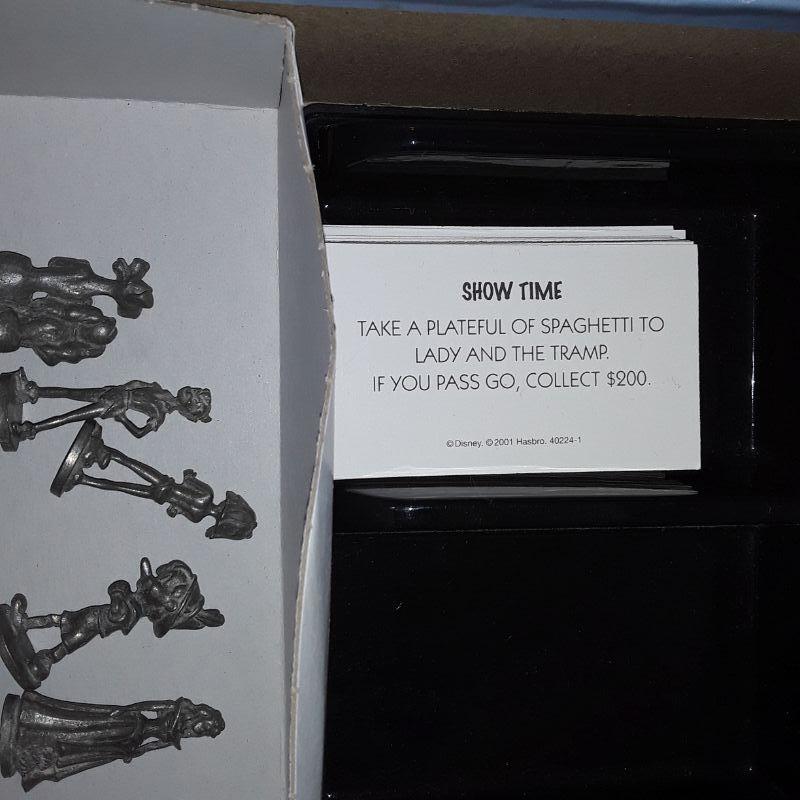 SHOW TIME
TAKE A PLATEFUL OF SPAGHETTI TO
LADY AND THE TRAMP.
IF YOU PASS GO, COLLECT $200.
© Disney. © 2001 Hasbro. 40224-1